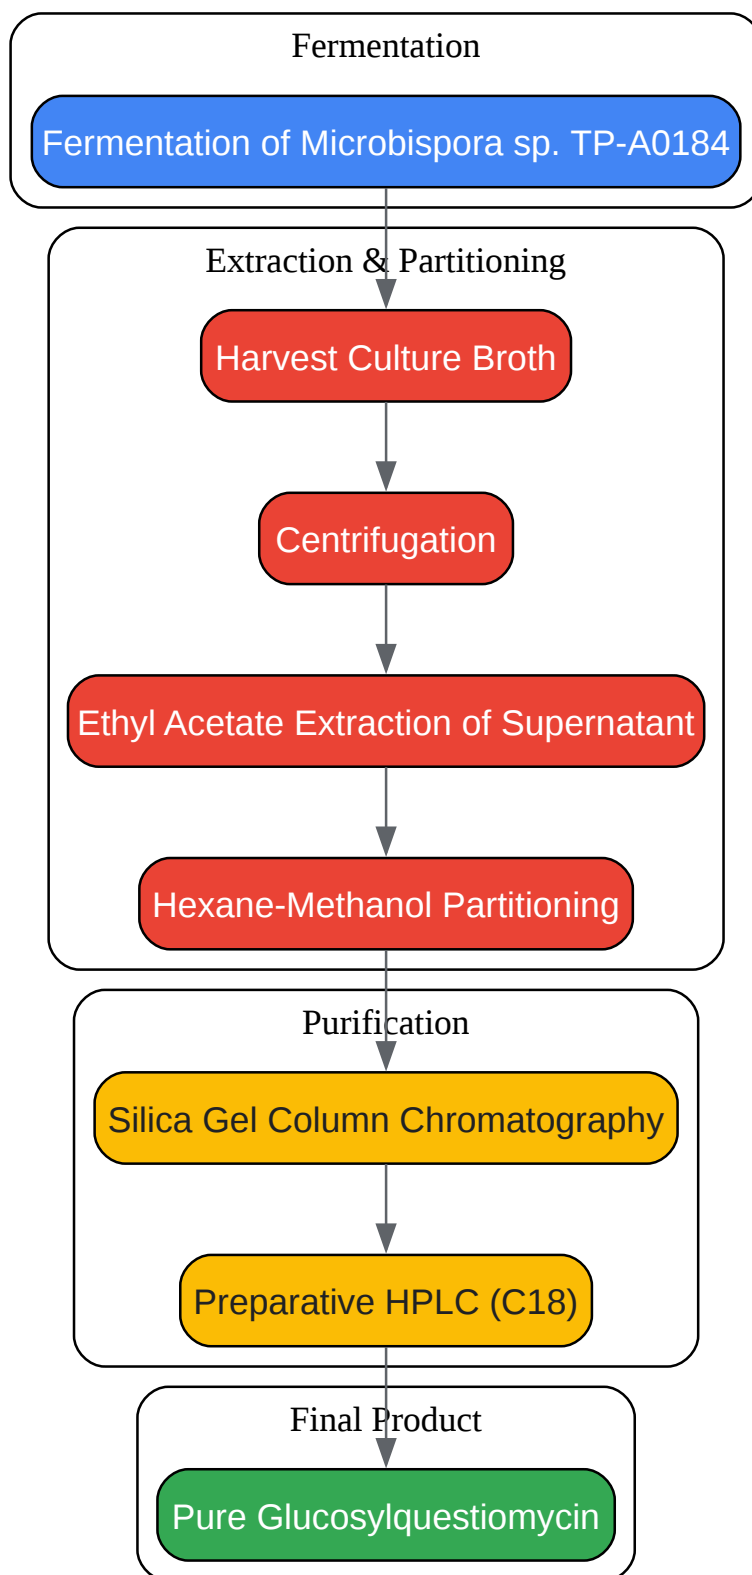 Fermentation
Fermentation of Microbispora sp. TP-A0184
Extraction & Partitioning
Harvest Culture Broth
Centrifugation
Ethyl Acetate Extraction of Supernatant
Hexane-Methanol Partitioning
Purification
Silica Gel Column Chromatography
Preparative HPLC (C18)
Final Product
Pure Glucosylquestiomycin